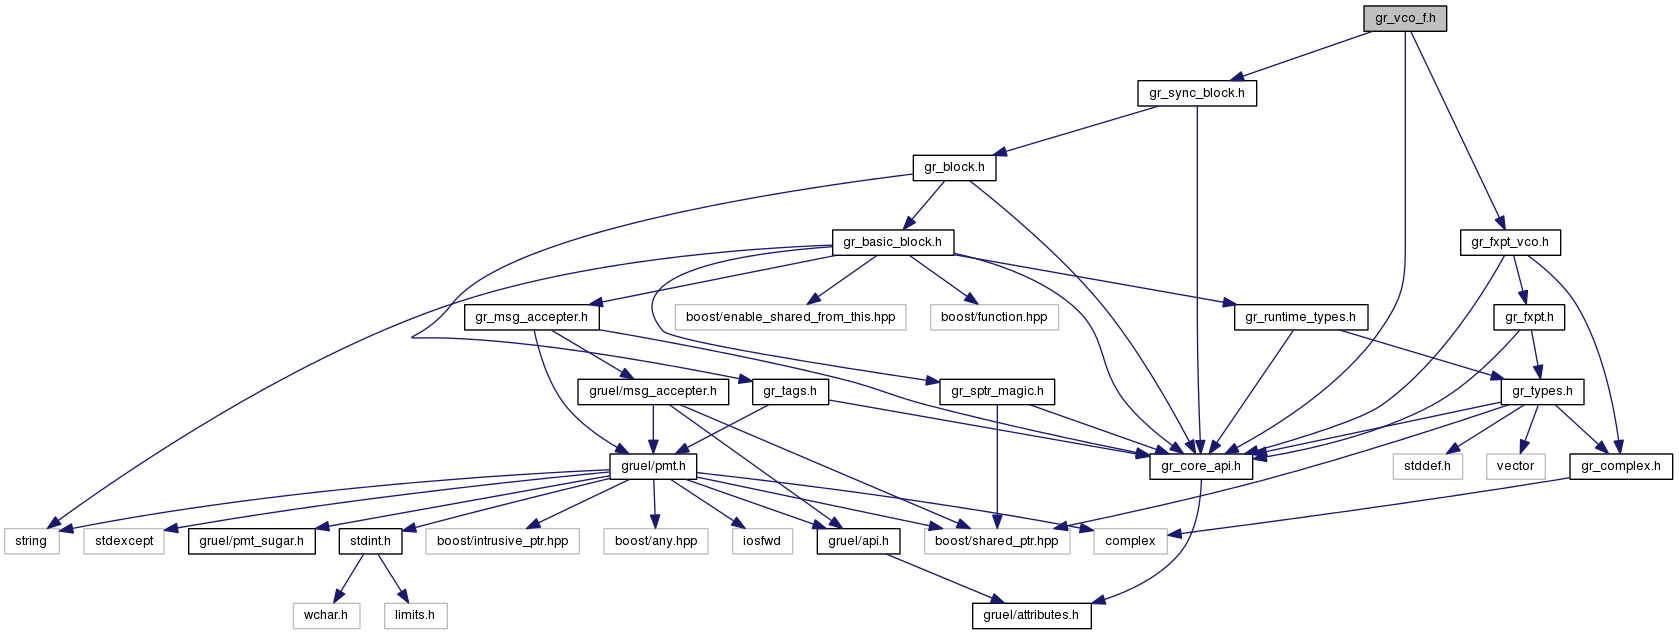 gr_vco_f.h
gr_sync_block.h
gr_block.h
gr_basic_block.h
gr_fxpt_vco.h
gr_msg_accepter.h
boost/enable_shared_from_this.hpp
boost/function.hpp
gr_runtime_types.h
gr_fxpt.h
gruel/msg_accepter.h
gr_tags.h
gr_sptr_magic.h
gr_types.h
gruel/pmt.h
gr_core_api.h
stddef.h
vector
gr_complex.h
string
stdexcept
gruel/pmt_sugar.h
stdint.h
boost/intrusive_ptr.hpp
boost/any.hpp
iosfwd
gruel/api.h
boost/shared_ptr.hpp
complex
wchar.h
limits.h
gruel/attributes.h